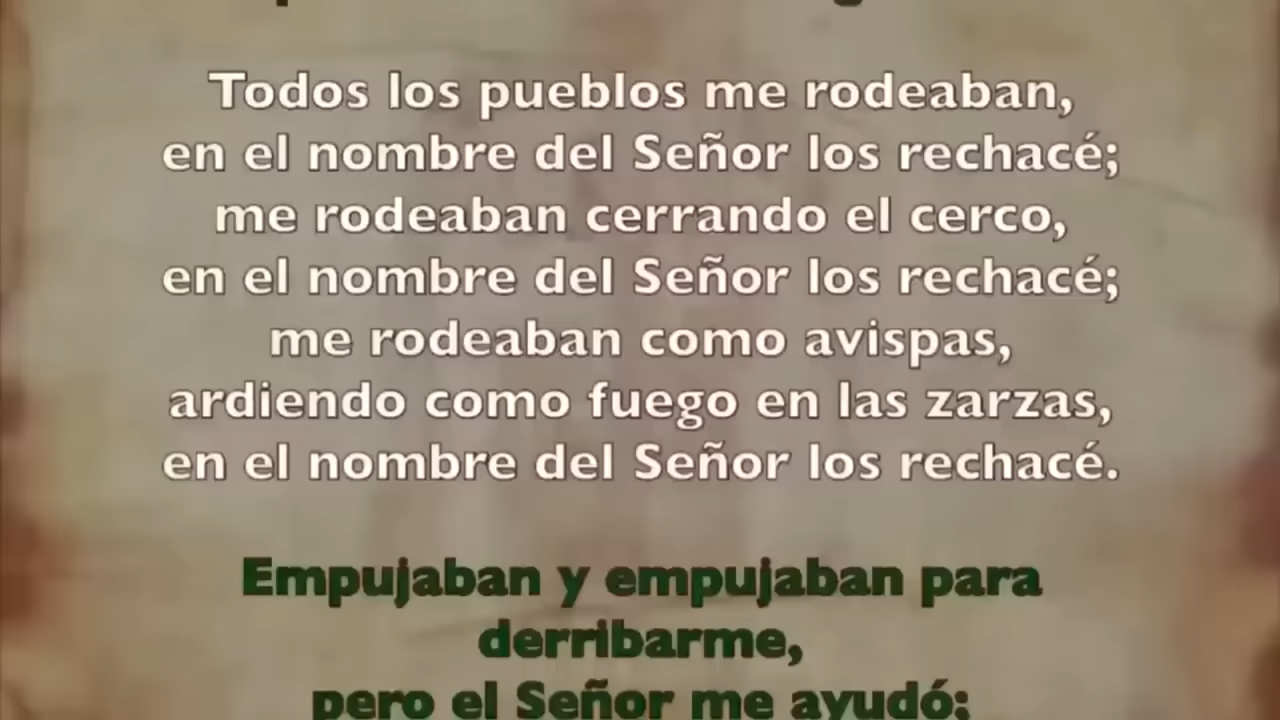 Todos los pueblos me rodeaban,
en el nombre del Señor los rechacé;
me rodeaban cerrando el cerco,
en el nombre del Señor los rechacé;
me rodeaban como avispas,
ardiendo como fuego en las zarzas,
en el nombre del Señor los rechacé.
Empujaban y empujaban para
derribarme,
pero el Señor me ayudó;